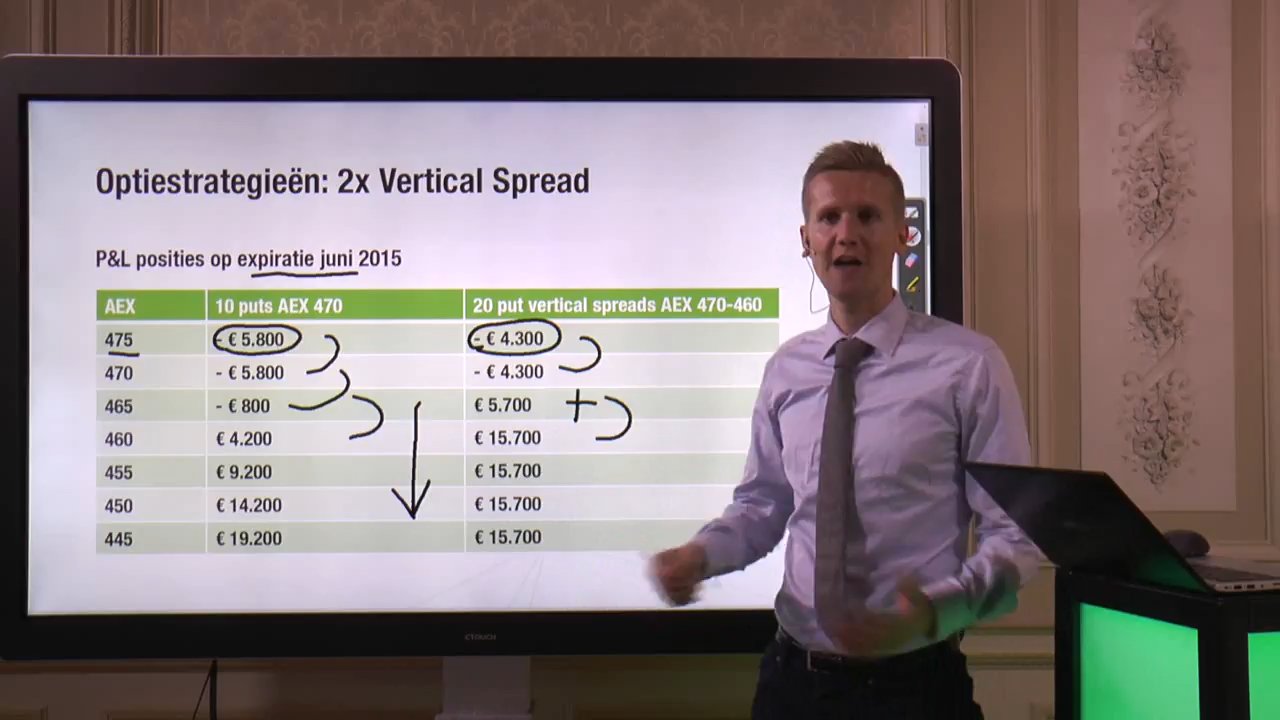 Optiestrategieën: 2x Vertical Spread
P&L posities op expiratie juni 2015
AEX 10 puts AEX 470 20 put vertical spreads AEX 470-460
475 - € 5.800 - € 4.300
470 - € 5.800 - € 4.300
465 - € 800 € 5.700 +
460 € 4.200 € 15.700
455 € 9.200 € 15.700
450 € 14.200 € 15.700
445 € 19.200 € 15.700
CTOUCH